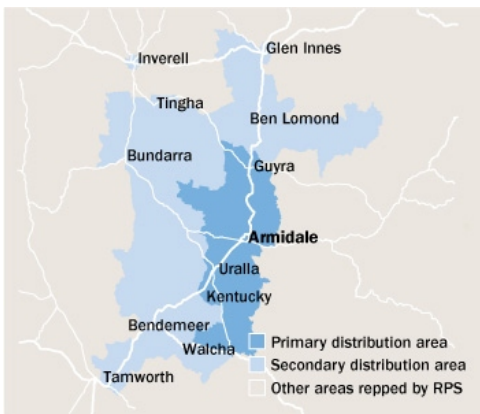 Glen Innes
Inverell
Tingha
Ben Lomond
Bundarra
Guyra
Armidale
Uralla
Kentucky
Bendemeer
Walcha
Tamworth
Primary distribution area
Secondary distribution area
Other areas repped by RPS